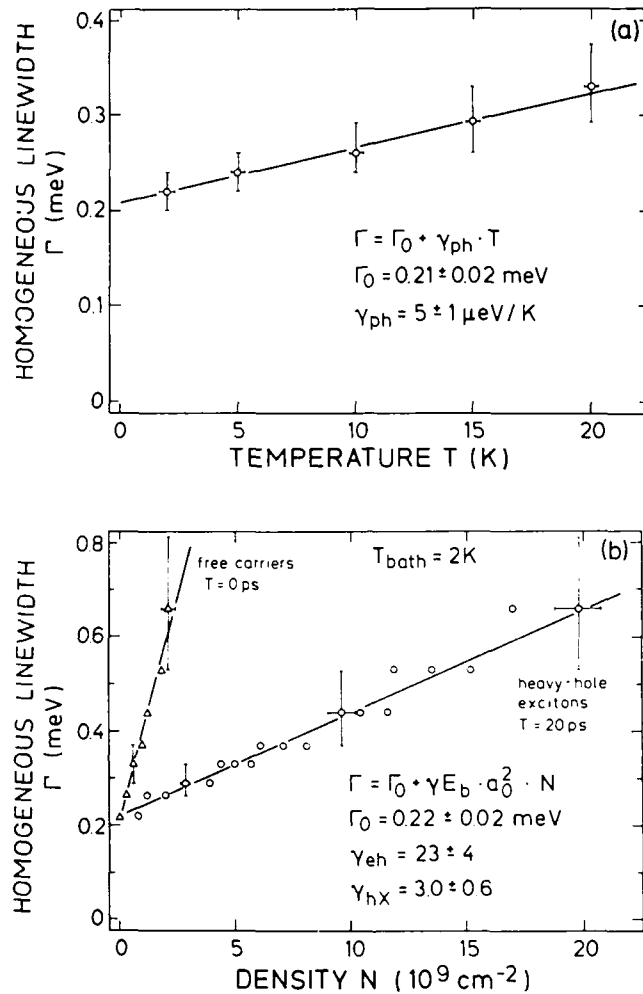 (a)
0.4
0.3
0.2
0.1
0
HOMOGENEOUS LINEWIDTH
Γ (meV)
Γ = Γ₀ + γph · T
Γ₀ = 0.21 ± 0.02 meV
γph = 5 ± 1 μeV / K
0 5 10 15 20
TEMPERATURE T (K)
(b)
0.8
0.6
0.4
0.2
0
HOMOGENEOUS LINEWIDTH
Γ (meV)
free carriers
T = 0 ps
Tbath = 2K
heavy-hole
excitons
T = 20 ps
Γ = Γ₀ + γEb · a₀² · N
Γ₀ = 0.22 ± 0.02 meV
γeh = 23 ± 4
γhx = 3.0 ± 0.6
0 5 10 15 20
DENSITY N (10⁹ cm⁻²)